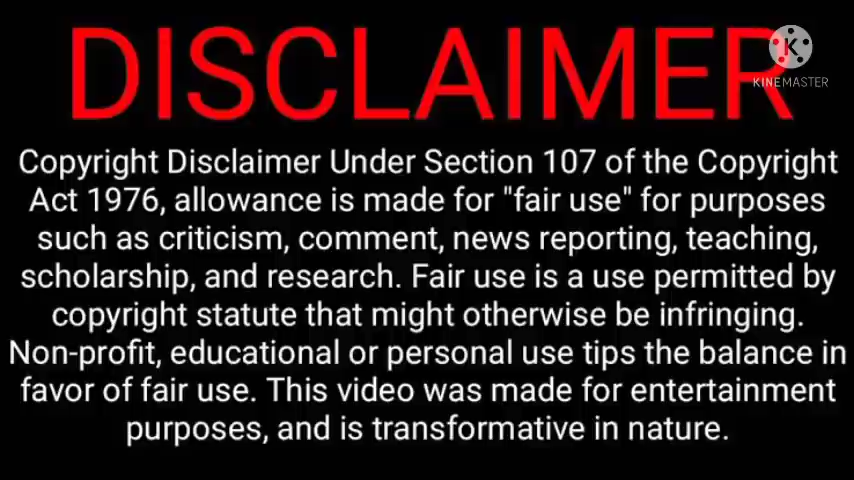 DISCLAIMER
K
KINEMASTER
Copyright Disclaimer Under Section 107 of the Copyright
Act 1976, allowance is made for "fair use" for purposes
such as criticism, comment, news reporting, teaching,
scholarship, and research. Fair use is a use permitted by
copyright statute that might otherwise be infringing.
Non-profit, educational or personal use tips the balance in
favor of fair use. This video was made for entertainment
purposes, and is transformative in nature.